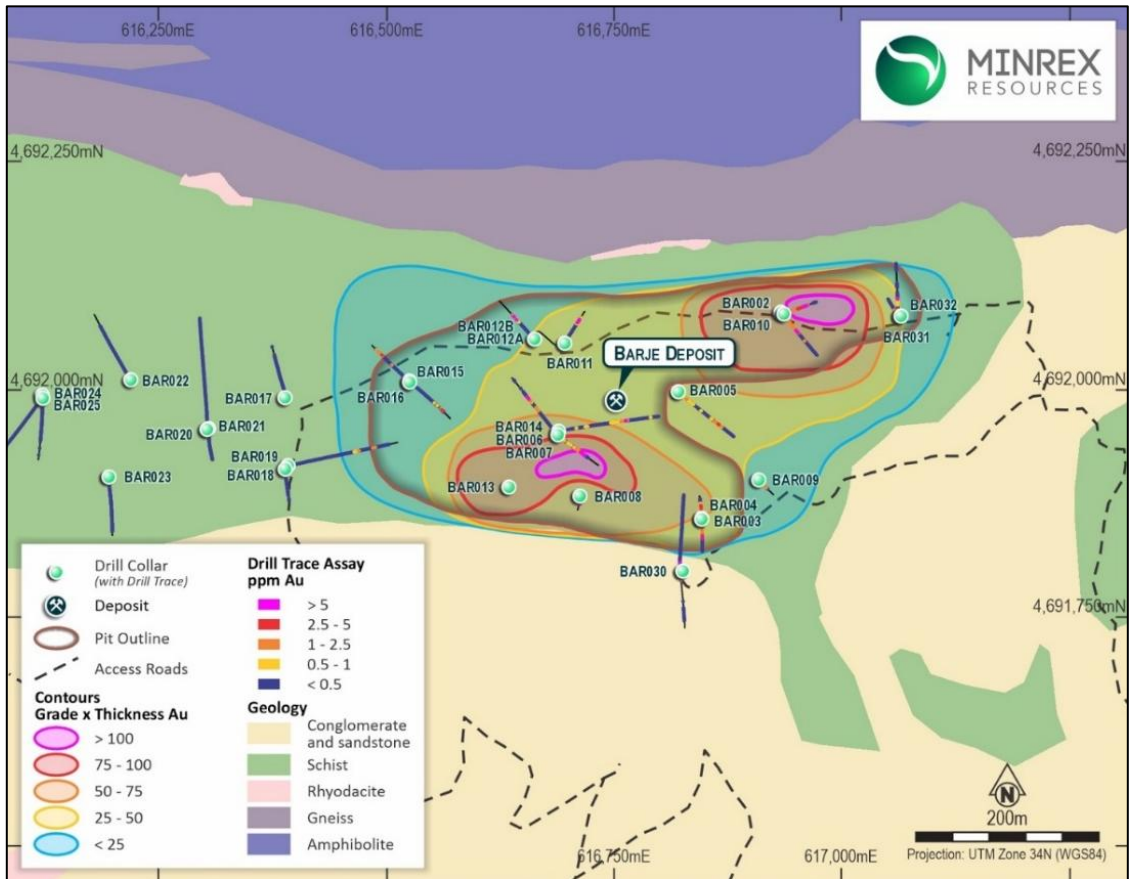 616,250mE
616,500mE
616,750mE
MINREX
RESOURCES
4,692,250mN
4,692,250mN
BAR002
BAR010
BAR032
BAR031
BAR012B
BAR012A
BAR011
BARJE DEPOSIT
BAR022
BAR015
BAR016
BAR005
4,692,000mN
4,692,000mN
BAR024
BAR025
BAR017
BAR020
BAR021
BAR014
BAR006
BAR007
BAR019
BAR018
BAR023
BAR013
BAR008
BAR009
BAR004
BAR003
BAR030
4,691,750mN
Drill Collar
(with Drill Trace)
Deposit
Pit Outline
Access Roads
Contours
Grade x Thickness Au
> 100
75 - 100
50 - 75
25 - 50
< 25
Drill Trace Assay
ppm Au
> 5
2.5 - 5
1 - 2.5
0.5 - 1
< 0.5
Geology
Conglomerate
and sandstone
Schist
Rhyodacite
Gneiss
Amphibolite
N
200m
Projection: UTM Zone 34N (WGS84)
616,750mE
617,000mE